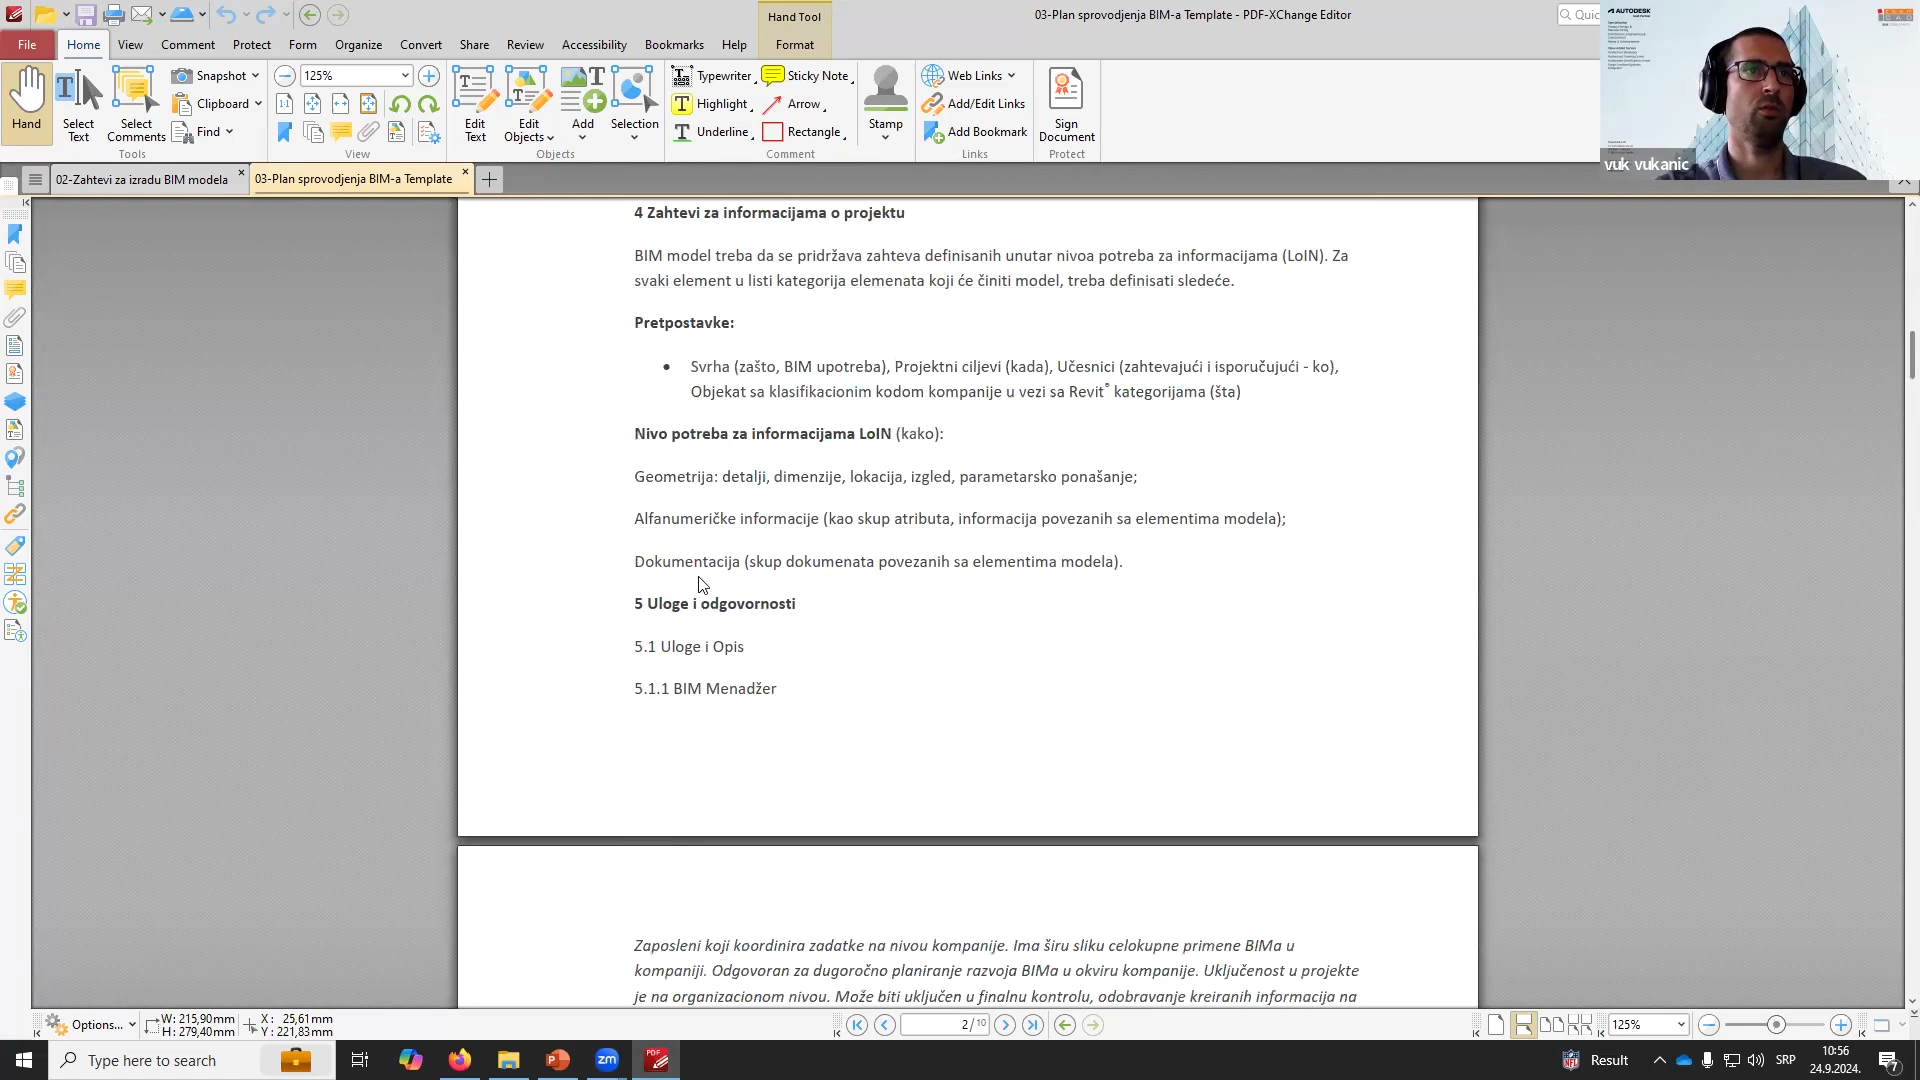 Hand Tool
03-Plan sprovodjenja BIM-a Template - PDF-XChange Editor
Quic
AUTODESK
File
Home
View
Comment
Protect
Form
Organize
Convert
Share
Review
Accessibility
Bookmarks
Help
Format
Hand
Select Text
Select Comments
Snapshot
Clipboard
Find
Tools
125%
View
Edit Text
Edit Objects
Add
Selection
Objects
Typewriter
Highlight
Underline
Sticky Note
Arrow
Rectangle
Comment
Stamp
Web Links
Add/Edit Links
Add Bookmark
Links
Sign Document
Protect
vuk vukanic
02-Zahtevi za izradu BIM modela
03-Plan sprovodjenja BIM-a Template
4 Zahtevi za informacijama o projektu
BIM model treba da se pridržava zahteva definisanih unutar nivoa potreba za informacijama (LoIN). Za
svaki element u listi kategorija elemenata koji će činiti model, treba definisati sledeće.
Pretpostavke:
• Svrha (zašto, BIM upotreba), Projektni ciljevi (kada), Učesnici (zahtevajući i isporučujući - ko),
Objekat sa klasifikacionim kodom kompanije u vezi sa Revit® kategorijama (šta)
Nivo potreba za informacijama LoIN (kako):
Geometrija: detalji, dimenzije, lokacija, izgled, parametarsko ponašanje;
Alfanumeričke informacije (kao skup atributa, informacija povezanih sa elementima modela);
Dokumentacija (skup dokumenata povezanih sa elementima modela).
5 Uloge i odgovornosti
5.1 Uloge i Opis
5.1.1 BIM Menadžer
Zaposleni koji koordinira zadatke na nivou kompanije. Ima širu sliku celokupne primene BIMa u
kompaniji. Odgovoran za dugoročno planiranje razvoja BIMa u okviru kompanije. Uključenost u projekte
je na organizacionom nivou. Može biti uključen u finalnu kontrolu, odobravanje kreiranih informacija na
Options...
W: 215,90mm
H: 279,40mm
X: 25,61mm
Y: 221,83mm
2/10
125%
Type here to search
Result
SRP
10:56
24.9.2024.
7